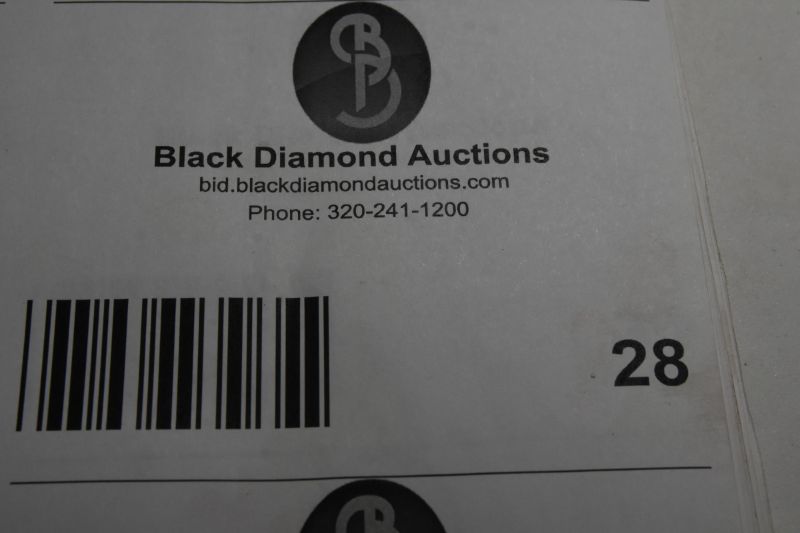 Black Diamond Auctions
bid.blackdiamondauctions.com
Phone: 320-241-1200
28